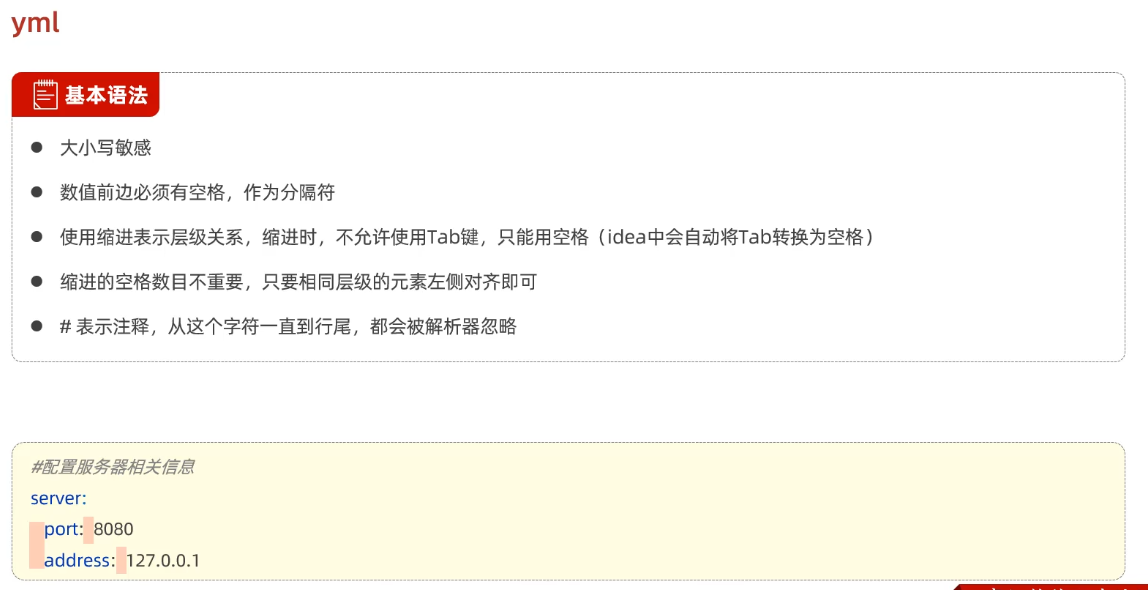 yml
基本语法
● 大小写敏感
● 数值前边必须有空格，作为分隔符
● 使用缩进表示层级关系，缩进时，不允许使用Tab键，只能用空格（idea中会自动将Tab转换为空格）
● 缩进的空格数目不重要，只要相同层级的元素左侧对齐即可
● # 表示注释，从这个字符一直到行尾，都会被解析器忽略
#配置服务器相关信息
server:
  port: 8080
  address: 127.0.0.1